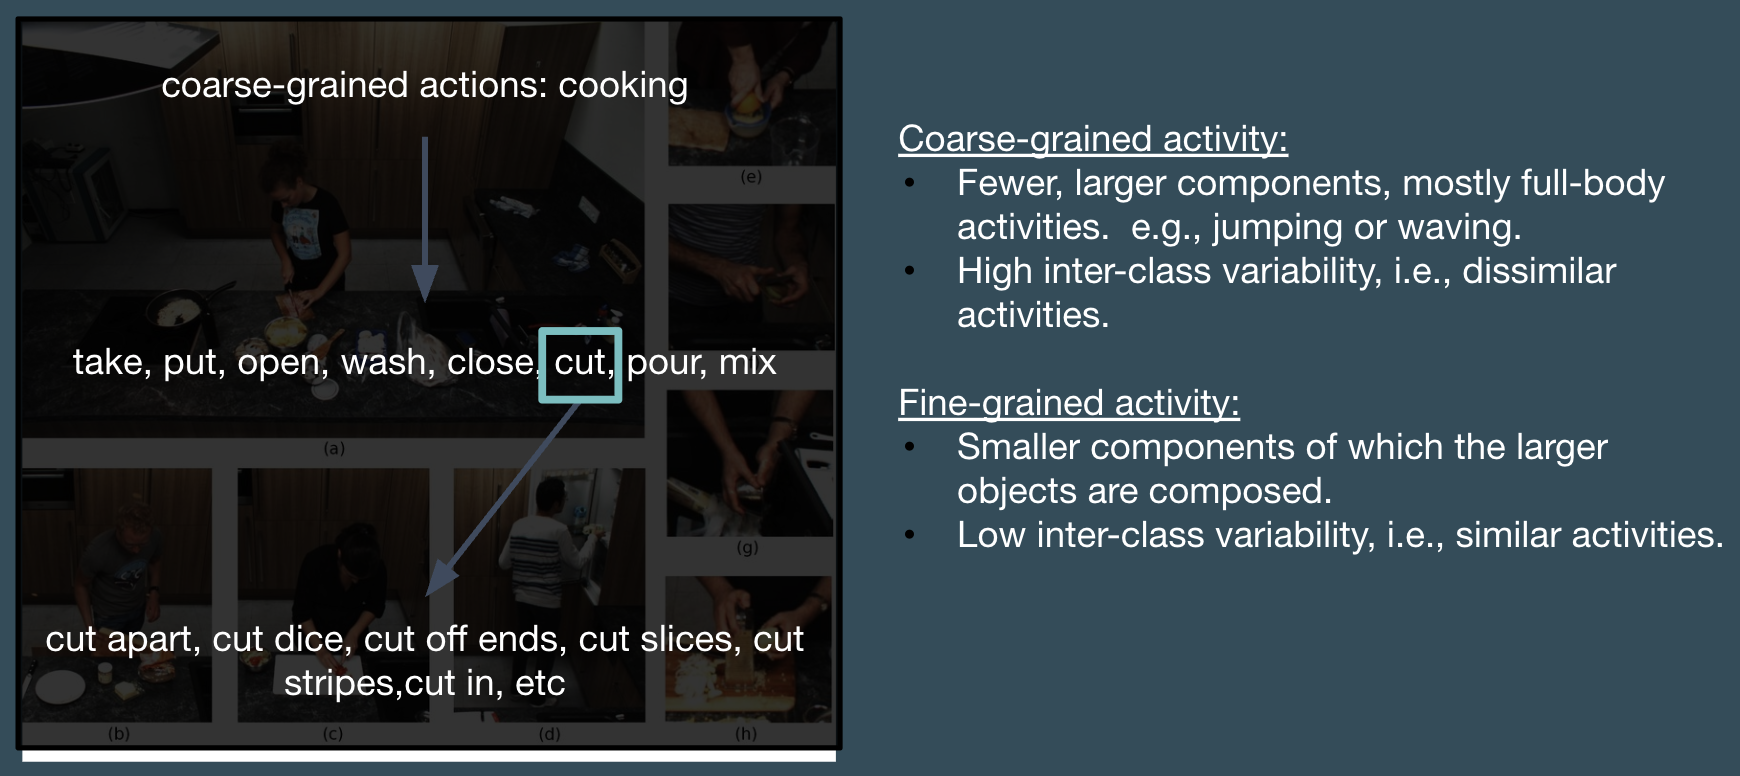 coarse-grained actions: cooking
take, put, open, wash, close, cut, pour, mix
cut apart, cut dice, cut off ends, cut slices, cut
stripes,cut in, etc
(e)
(a)
(g)
(b)
(c)
(d)
(h)
Coarse-grained activity:
• Fewer, larger components, mostly full-body
activities.  e.g., jumping or waving.
• High inter-class variability, i.e., dissimilar
activities.
Fine-grained activity:
• Smaller components of which the larger
objects are composed.
• Low inter-class variability, i.e., similar activities.